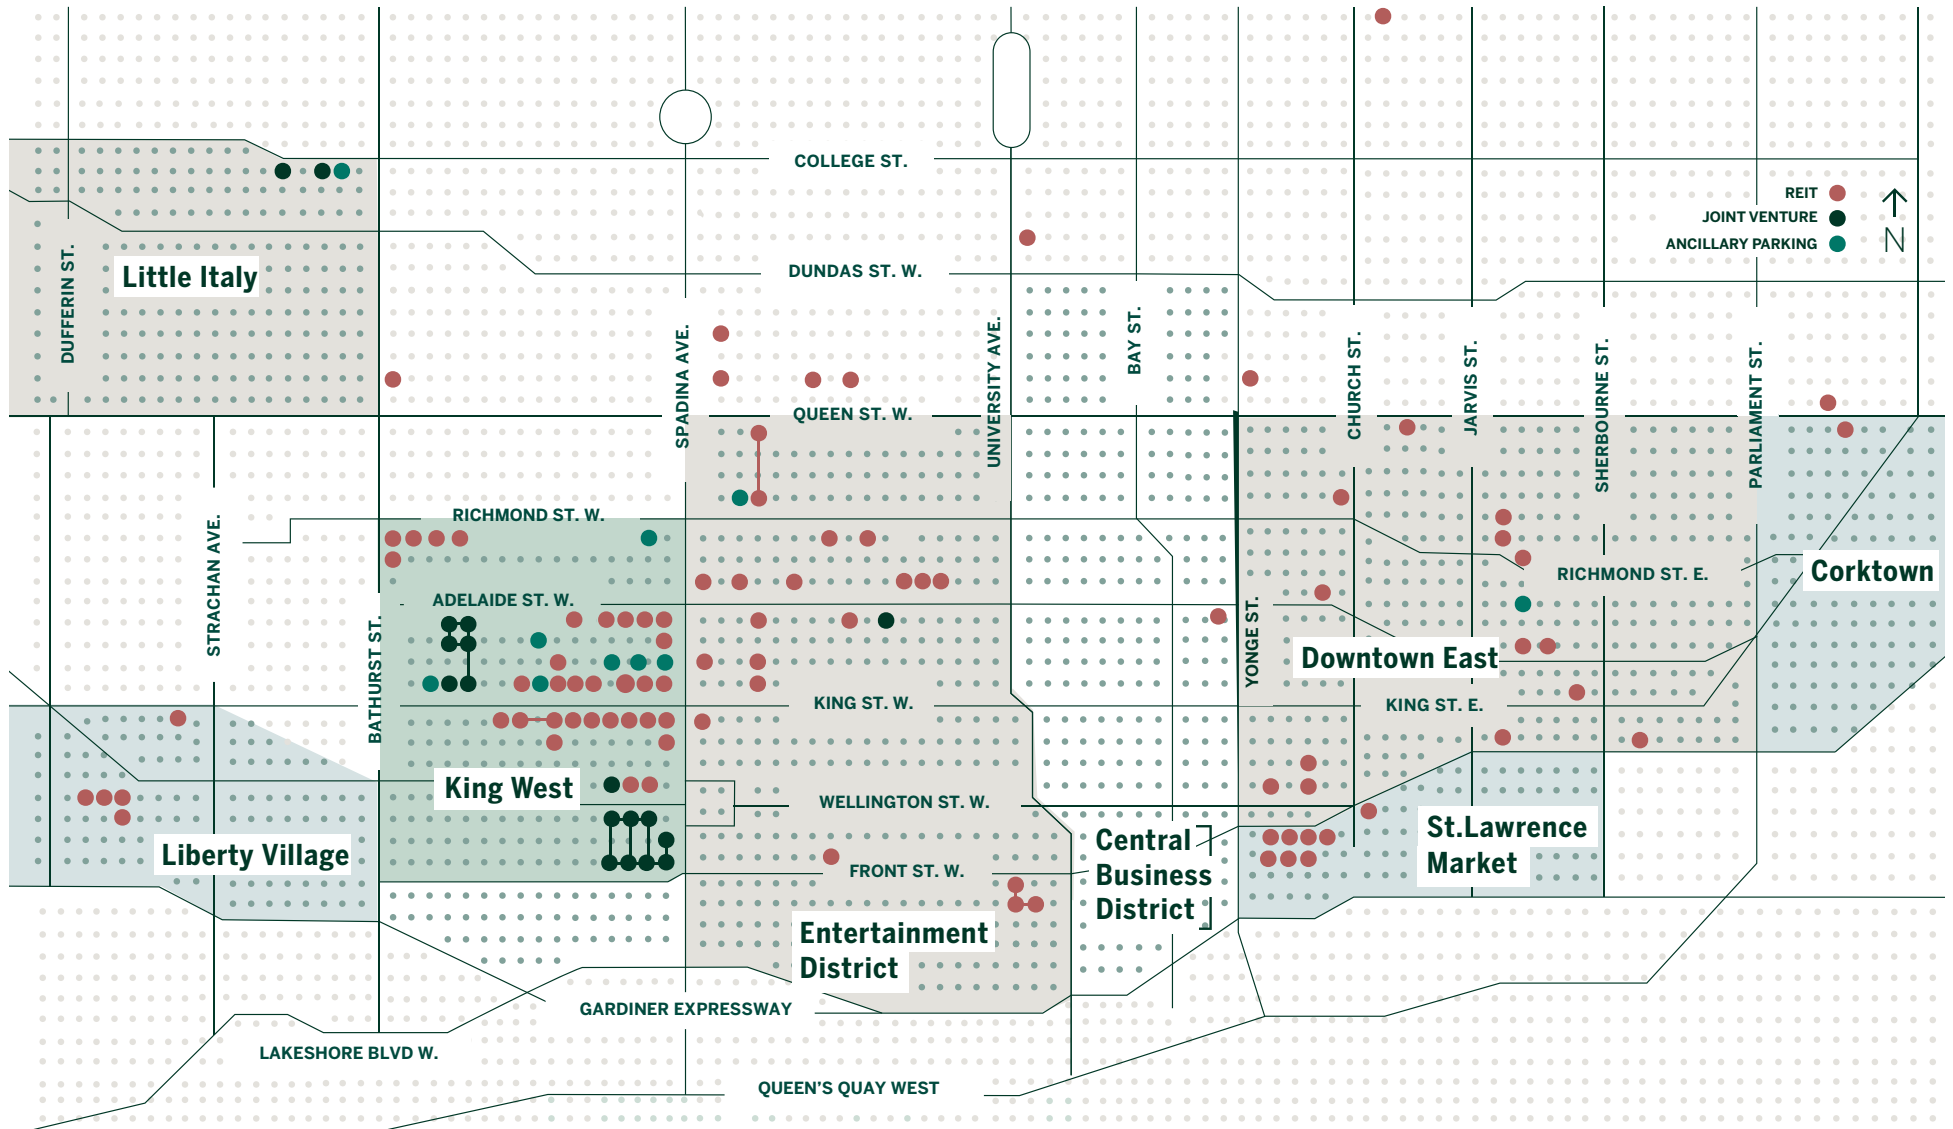 COLLEGE ST.
REIT
JOINT VENTURE
ANCILLARY PARKING
N
DUFFERIN ST.
Little Italy
DUNDAS ST. W.
SPADINA AVE.
UNIVERSITY AVE.
BAY ST.
CHURCH ST.
JARVIS ST.
SHERBOURNE ST.
PARLIAMENT ST.
QUEEN ST. W.
STRACHAN AVE.
RICHMOND ST. W.
RICHMOND ST. E.
Corktown
ADELAIDE ST. W.
BATHURST ST.
YONGE ST.
Downtown East
KING ST. W.
KING ST. E.
King West
WELLINGTON ST. W.
Liberty Village
Central
Business
District
St.Lawrence
Market
FRONT ST. W.
Entertainment
District
GARDINER EXPRESSWAY
LAKESHORE BLVD W.
QUEEN'S QUAY WEST